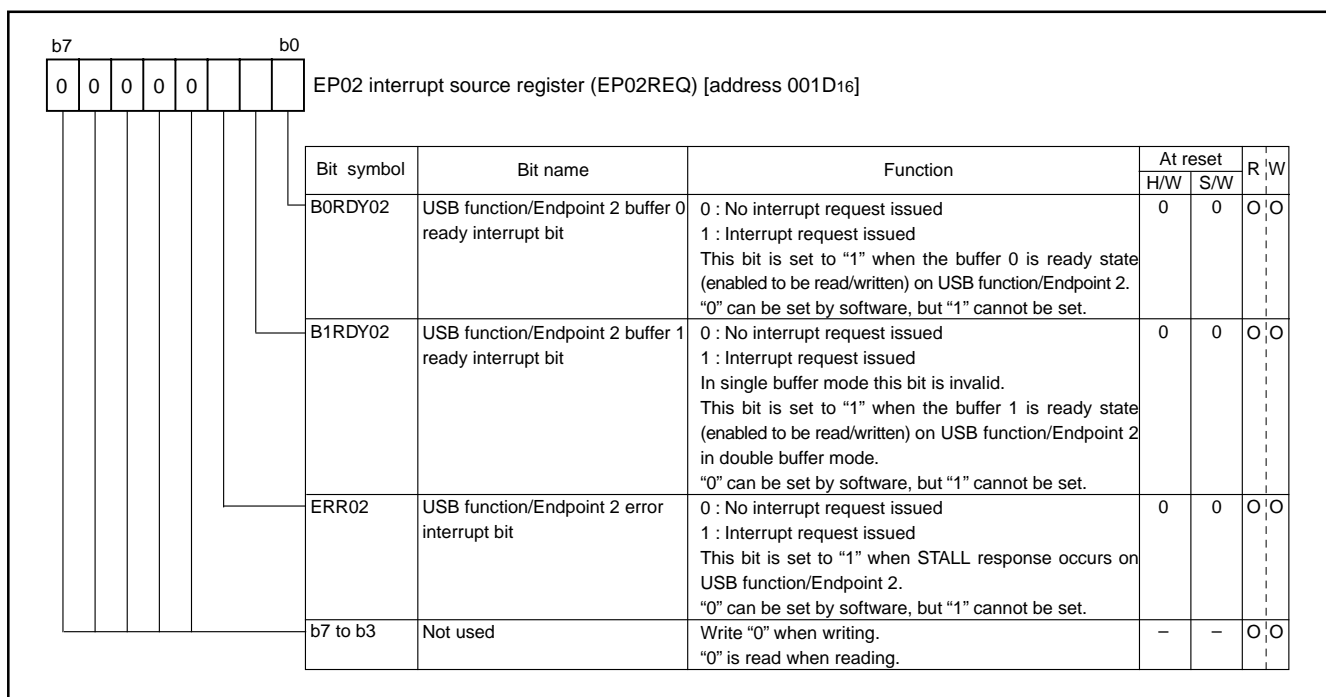 b7 b0
0 0 0 0 0 EP02 interrupt source register (EP02REQ) [address 001D16]
Bit symbol Bit name Function At reset R W
H/W S/W
B0RDY02 USB function/Endpoint 2 buffer 0 0 : No interrupt request issued 0 0 O O
ready interrupt bit 1 : Interrupt request issued
This bit is set to “1” when the buffer 0 is ready state
(enabled to be read/written) on USB function/Endpoint 2.
“0” can be set by software, but “1” cannot be set.
B1RDY02 USB function/Endpoint 2 buffer 1 0 : No interrupt request issued 0 0 O O
ready interrupt bit 1 : Interrupt request issued
In single buffer mode this bit is invalid.
This bit is set to “1” when the buffer 1 is ready state
(enabled to be read/written) on USB function/Endpoint 2
in double buffer mode.
“0” can be set by software, but “1” cannot be set.
ERR02 USB function/Endpoint 2 error 0 : No interrupt request issued 0 0 O O
interrupt bit 1 : Interrupt request issued
This bit is set to “1” when STALL response occurs on
USB function/Endpoint 2.
“0” can be set by software, but “1” cannot be set.
b7 to b3 Not used Write “0” when writing. – – O O
“0” is read when reading.